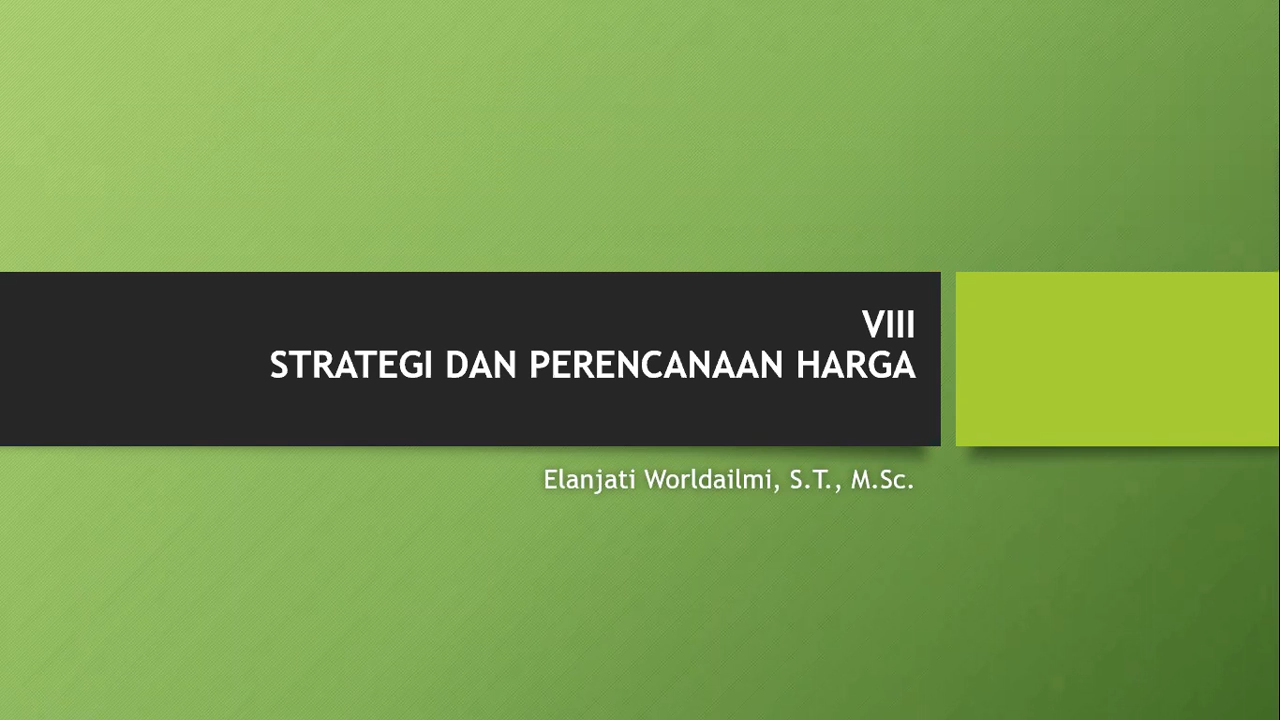 VIII
STRATEGI DAN PERENCANAAN HARGA
Elanjati Worldailmi, S.T., M.Sc.